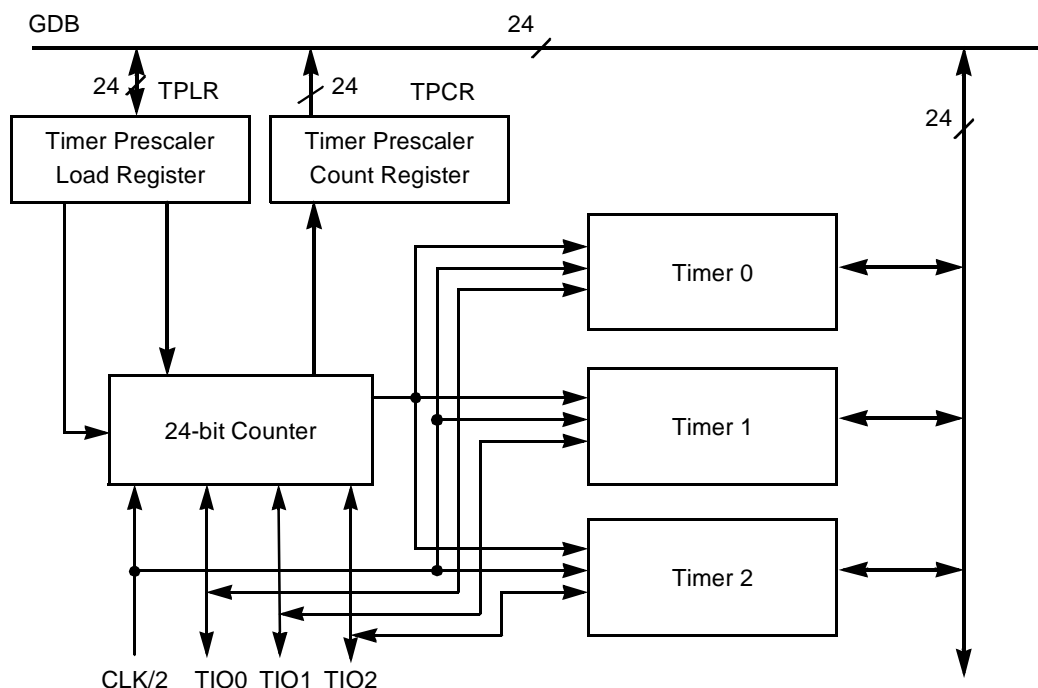 GDB
24
24
TPLR
24
TPCR
24
Timer Prescaler
Load Register
Timer Prescaler
Count Register
Timer 0
24-bit Counter
Timer 1
Timer 2
CLK/2
TIO0
TIO1
TIO2